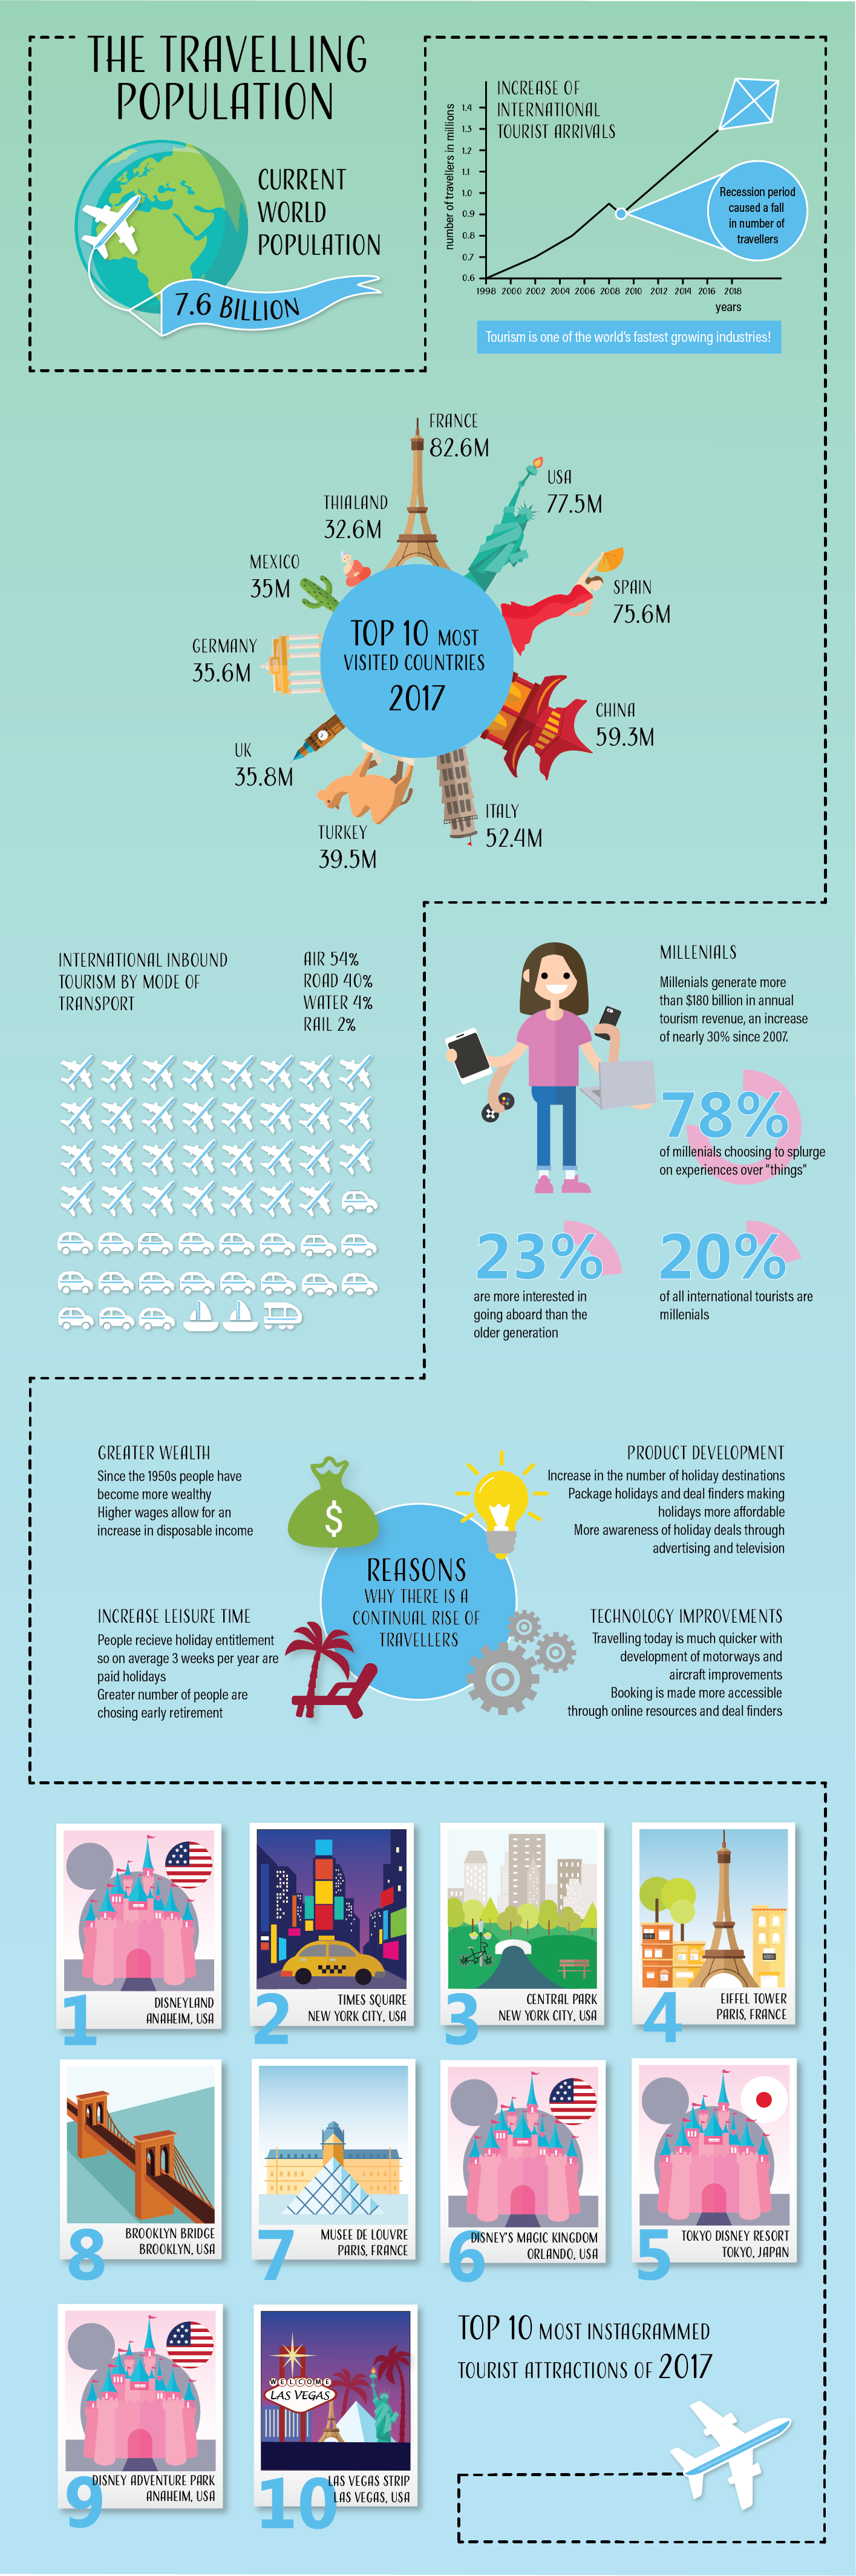 THE TRAVELLING
POPULATION
CURRENT
WORLD
POPULATION
7.6 BILLION
INCREASE OF
INTERNATIONAL
TOURIST ARRIVALS
number of travellers in millions
1.4
1.3
1.2
1.1
1.0
0.9
0.8
0.7
0.6
1998 2000 2002 2004 2006 2008 2010 2012 2014 2016 2018
years
Recession period
caused a fall
in number of
travellers
Tourism is one of the world's fastest growing industries!
FRANCE
82.6M
USA
77.5M
SPAIN
75.6M
CHINA
59.3M
ITALY
52.4M
TURKEY
39.5M
UK
35.8M
GERMANY
35.6M
MEXICO
35M
THIALAND
32.6M
TOP 10 MOST
VISITED COUNTRIES
2017
INTERNATIONAL INBOUND
TOURISM BY MODE OF
TRANSPORT
AIR 54%
ROAD 40%
WATER 4%
RAIL 2%
MILLENIALS
Millenials generate more
than $180 billion in annual
tourism revenue, an increase
of nearly 30% since 2007.
78%
of millenials choosing to splurge
on experiences over "things"
23%
are more interested in
going aboard than the
older generation
20%
of all international tourists are
millenials
GREATER WEALTH
Since the 1950s people have
become more wealthy
Higher wages allow for an
increase in disposable income
$
PRODUCT DEVELOPMENT
Increase in the number of holiday destinations
Package holidays and deal finders making
holidays more affordable
More awareness of holiday deals through
advertising and television
REASONS
WHY THERE IS A
CONTINUAL RISE OF
TRAVELLERS
INCREASE LEISURE TIME
People recieve holiday entitlement
so on average 3 weeks per year are
paid holidays
Greater number of people are
chosing early retirement
TECHNOLOGY IMPROVEMENTS
Travelling today is much quicker with
development of motorways and
aircraft improvements
Booking is made more accessible
through online resources and deal finders
1
DISNEYLAND
ANAHEIM, USA
2
TIMES SQUARE
NEW YORK CITY, USA
3
CENTRAL PARK
NEW YORK CITY, USA
4
EIFFEL TOWER
PARIS, FRANCE
8
BROOKLYN BRIDGE
BROOKLYN, USA
7
MUSEE DE LOUVRE
PARIS, FRANCE
6
DISNEY'S MAGIC KINGDOM
ORLANDO, USA
5
TOKYO DISNEY RESORT
TOKYO, JAPAN
9
DISNEY ADVENTURE PARK
ANAHEIM, USA
WELCOME
LAS VEGAS
10
LAS VEGAS STRIP
LAS VEGAS, USA
TOP 10 MOST INSTAGRAMMED
TOURIST ATTRACTIONS OF 2017